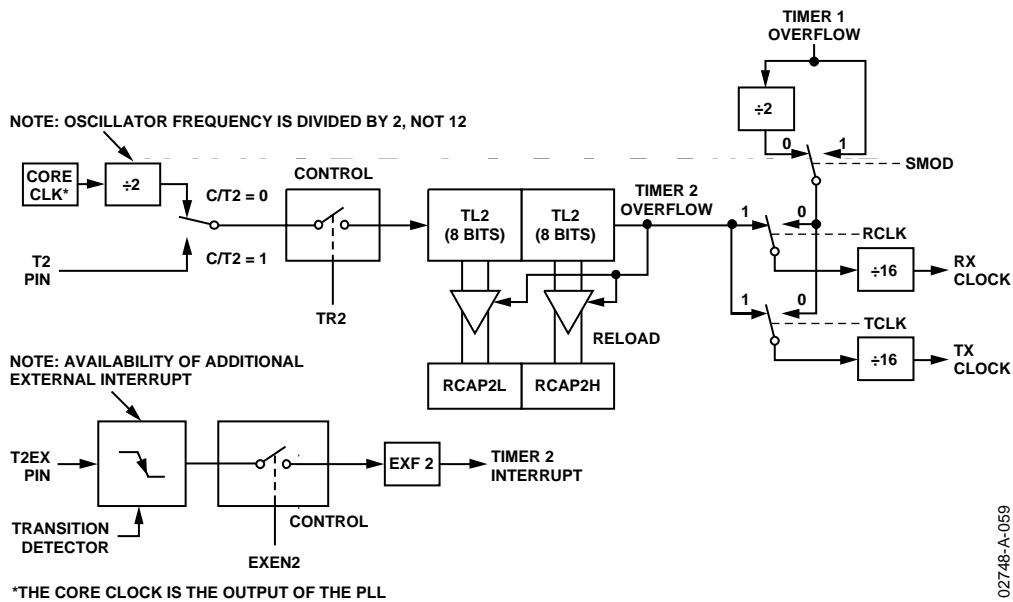 TIMER 1
OVERFLOW
÷2
NOTE: OSCILLATOR FREQUENCY IS DIVIDED BY 2, NOT 12
0 1
SMOD
CORE
CLK*
÷2
C/T2 = 0
CONTROL
TL2
(8 BITS)
TL2
(8 BITS)
TIMER 2
OVERFLOW
1 0
RCLK
T2
PIN
C/T2 = 1
÷16
RX
CLOCK
TR2
1 0
TCLK
RELOAD
÷16
TX
CLOCK
NOTE: AVAILABILITY OF ADDITIONAL
EXTERNAL INTERRUPT
RCAP2L
RCAP2H
T2EX
PIN
EXF 2
TIMER 2
INTERRUPT
TRANSITION
DETECTOR
CONTROL
EXEN2
*THE CORE CLOCK IS THE OUTPUT OF THE PLL
02748-A-059